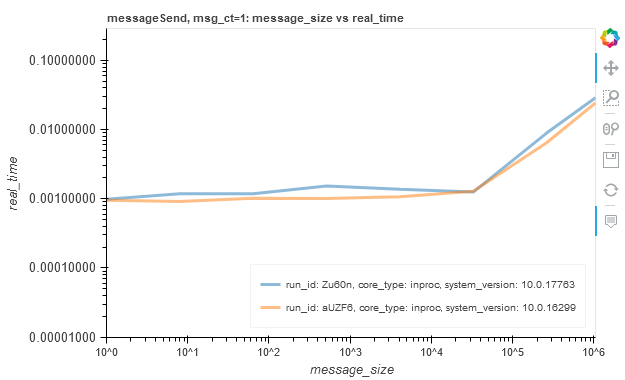 messageSend, msg_ct=1: message_size vs real_time
0.10000000
0.01000000
0.00100000
0.00010000
0.00001000
real_time
run_id: Zu60n, core_type: inproc, system_version: 10.0.17763
run_id: aUZF6, core_type: inproc, system_version: 10.0.16299
10^0 10^1 10^2 10^3 10^4 10^5 10^6
message_size